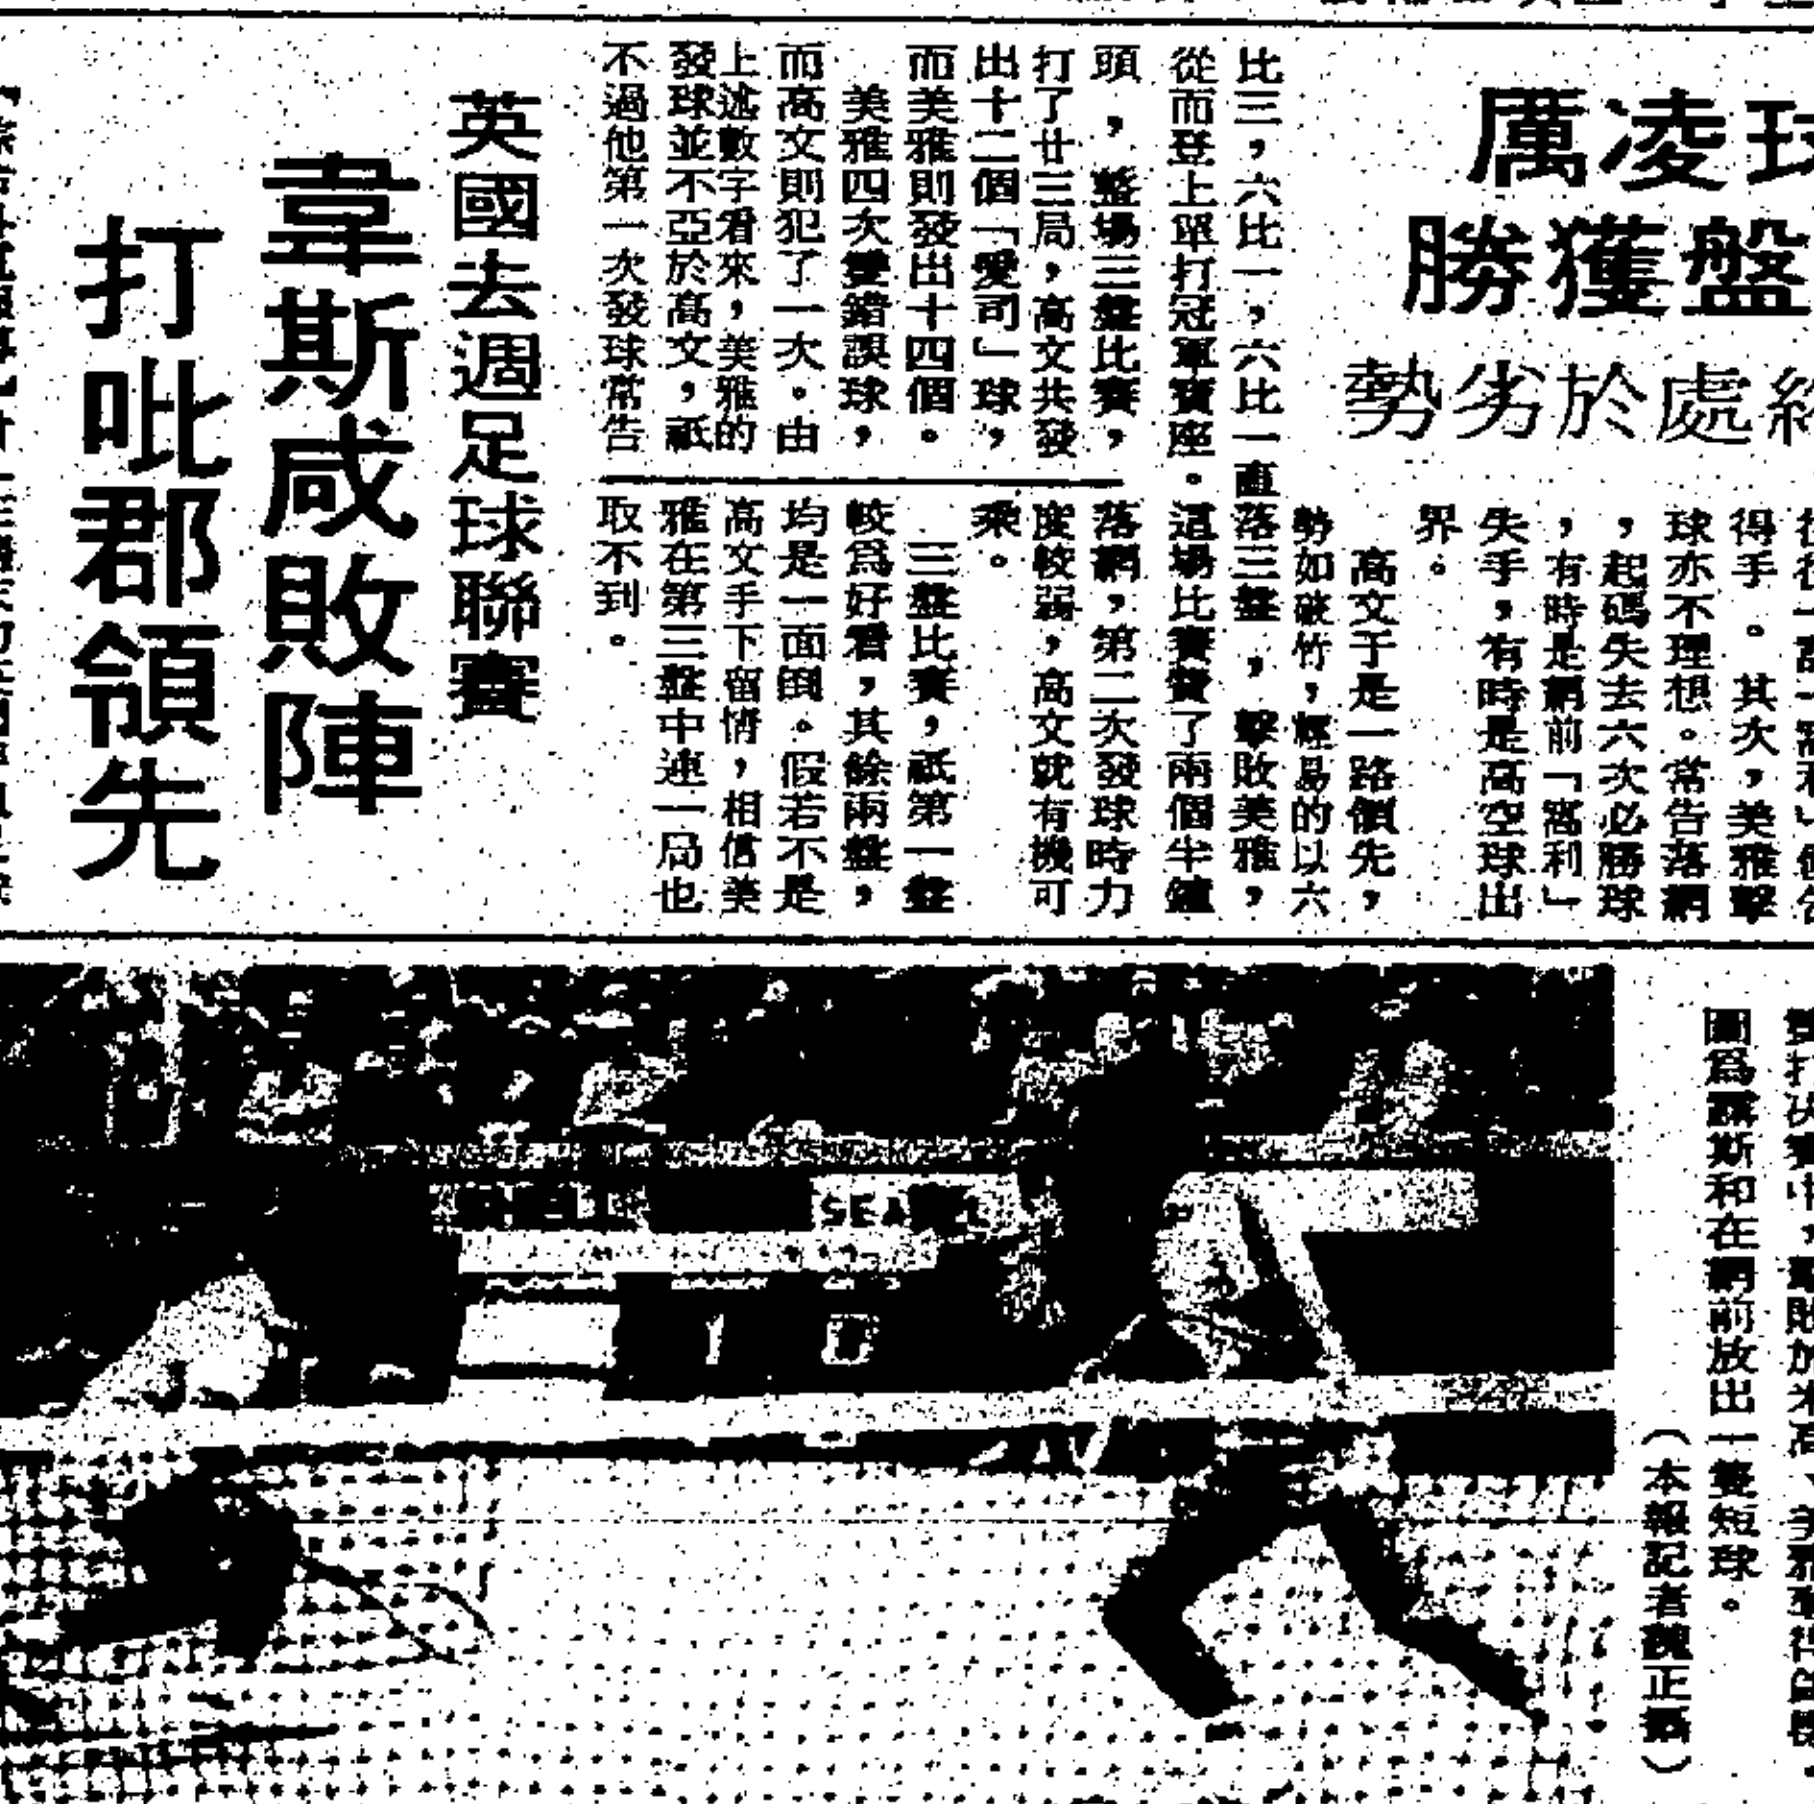 厲凌球
勝獲盤
勢劣於處
得手。其次，美雅擊
球亦不理想。常告落網
，起碼失去六次必勝球
，有時是網前「窩利」
失手，有時是高空球出
界。
高文于是一路領先，
勢如破竹，輕易的以六
比三，六比一，六比一直落三盤，擊敗美雅，
從而登上單打冠軍寶座。這場比賽費了兩個半鐘
頭，整場三盤比賽，
打了廿三局，高文共發
出十二個「愛司」球，
而美雅則發出十四個。
美雅四次雙錯誤球，
而高文則犯了一次。由
上述數字看來，美雅的
發球並不亞於高文，祇
不過他第一次發球常告
落網，第二次發球時力
度較弱，高文就有機可
乘。
三盤比賽，祇第一盤
較爲好看，其餘兩盤，
均是一面倒。假若不是
高文手下留情，相信美
雅在第三盤中連一局也
取不到。
英國去週足球聯賽
韋斯咸敗陣
打吡郡領先
圖爲羅斯和在網前放出一隻短球。
（本報記者魏正攝）
SEA